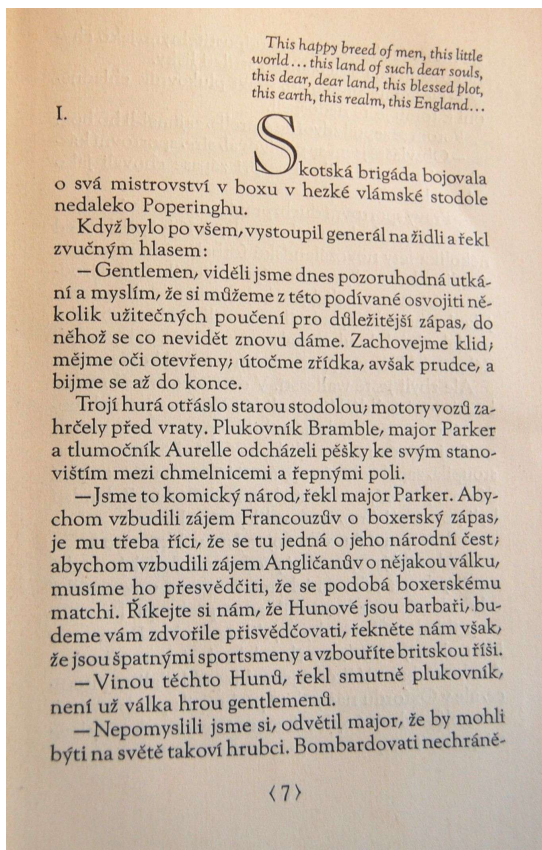 This happy breed of men, this little
world... this land of such dear souls,
this dear, dear land, this blessed plot,
this earth, this realm, this England...
I.
Skotská brigáda bojovala
o svá mistrovství v boxu v hezké vlámské stodole
nedaleko Poperinghu.
Když bylo po všem, vystoupil generál na židli a řekl
zvučným hlasem:
— Gentlemen, viděli jsme dnes pozoruhodná utká-
ní a myslím, že si můžeme z této podívané osvojiti ně-
kolik užitečných poučení pro důležitější zápas, do
něhož se co nevidět znovu dáme. Zachovejme klid;
mějme oči otevřeny; útočme zřídka, avšak prudce, a
bijme se až do konce.
Trojí hurá otřáslo starou stodolou; motory vozů za-
hrčely před vraty. Plukovník Bramble, major Parker
a tlumočník Aurelle odcházeli pěšky ke svým stano-
vištím mezi chmelnicemi a řepnými poli.
— Jsme to komický národ, řekl major Parker. Aby-
chom vzbudili zájem Francouzův o boxerský zápas,
je mu třeba říci, že se tu jedná o jeho národní čest;
abychom vzbudili zájem Angličanův o nějakou válku,
musíme ho přesvědčiti, že se podobá boxerskému
matchi. Říkejte si nám, že Hunové jsou barbaři, bu-
deme vám zdvořile přisvědčovati, řekněte nám však,
že jsou špatnými sportsmeny a vzbouříte britskou říši.
— Vinou těchto Hunů, řekl smutně plukovník,
není už válka hrou gentlemenů.
— Nepomyslili jsme si, odvětil major, že by mohli
býti na světě takoví hrubci. Bombardovati nechráně-
⟨7⟩